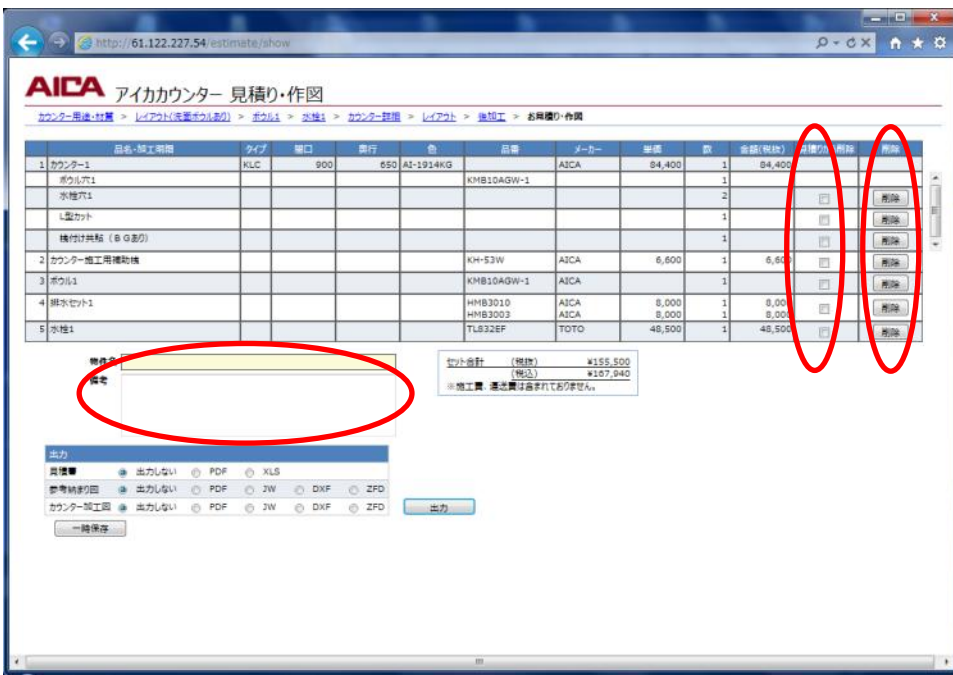 http://61.122.227.54/estimate/show
AICA アイカカウンター 見積り・作図
カウンター用途・材質 > レイアウト(洗面ボウルあり) > ボウル1 > 水栓1 > カウンター詳細 > レイアウト > 後加工 > お見積り・作図
品名・加工明細 タイプ 間口 奥行 色 品番 メーカー 単価 数 金額(税抜) 見積りから削除 削除
1 カウンター1 KLC 900 650 AI-1914KG AICA 84,400 1 84,400
ボウル穴1 KMB10AGW-1 1
水栓穴1 2 削除
L型カット 1 削除
桟付け共貼 (BGあり) 1 削除
2 カウンター施工用補助桟 KH-53W AICA 6,600 1 6,600 削除
3 ボウル1 KMB10AGW-1 AICA 1 削除
4 排水セット1 HMB3010 AICA 8,000 1 8,000 削除
HMB3003 AICA 8,000 1 8,000
5 水栓1 TL832EF TOTO 48,500 1 48,500 削除
物件名
備考
セット合計 (税抜) ¥155,500
(税込) ¥167,940
※施工費、運送費は含まれておりません。
出力
見積書 出力しない PDF XLS
参考納まり図 出力しない PDF JW DXF ZFD
カウンター加工図 出力しない PDF JW DXF ZFD 出力
一時保存